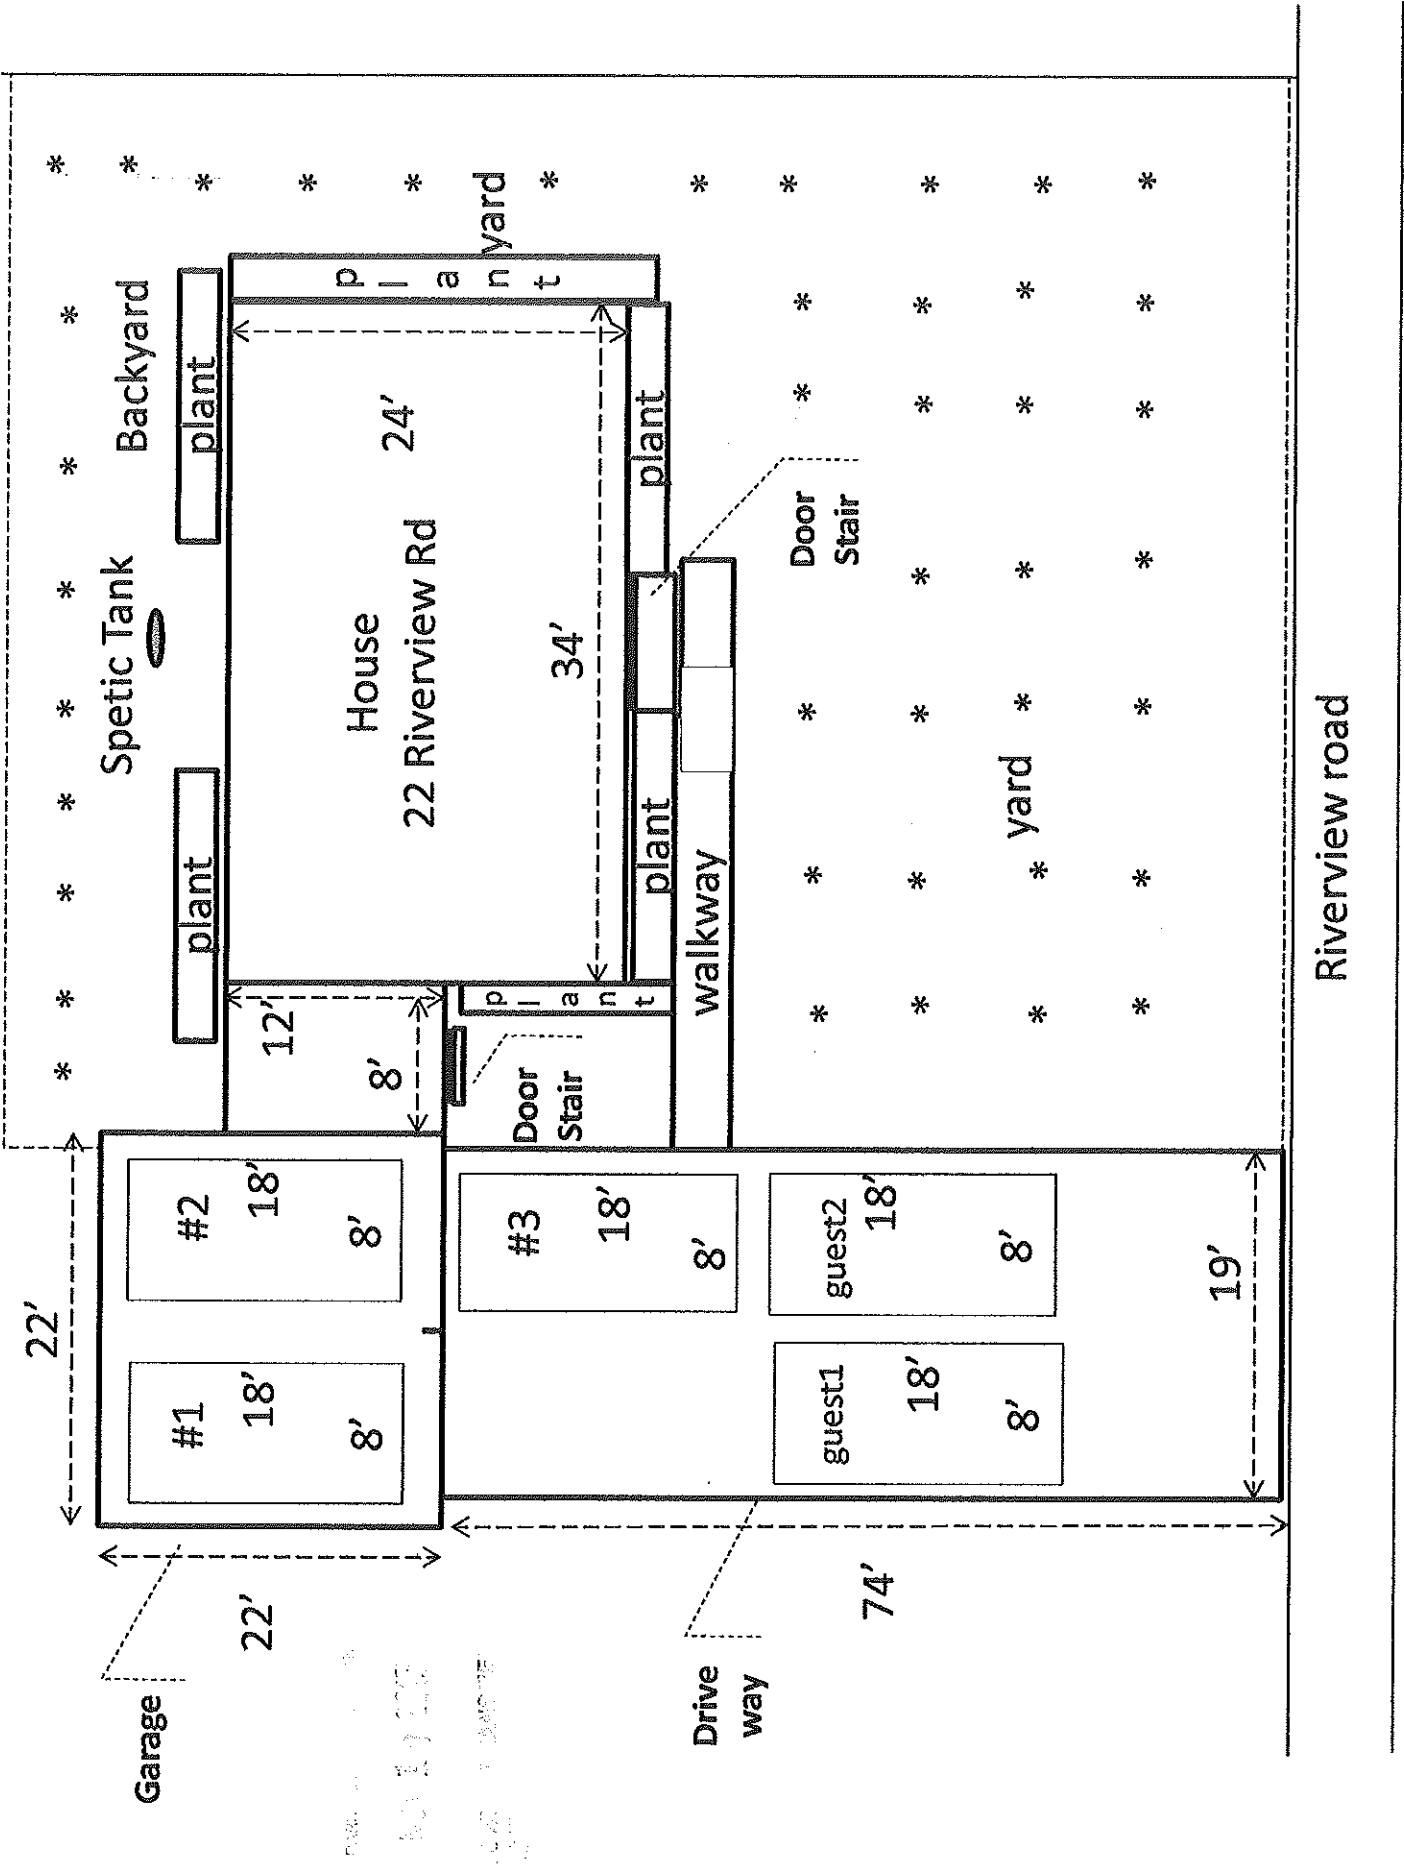 Garage
22'
22'
#1
18'
8'
#2
18'
8'
12'
8'
Door
Stair
plant
Spetic Tank
plant
Backyard
plant
House
22 Riverview Rd
24'
34'
plant
yard
plant
plant
walkway
Door
Stair
#3
18'
8'
guest1
18'
8'
guest2
18'
8'
19'
74'
Drive
way
yard
Riverview road